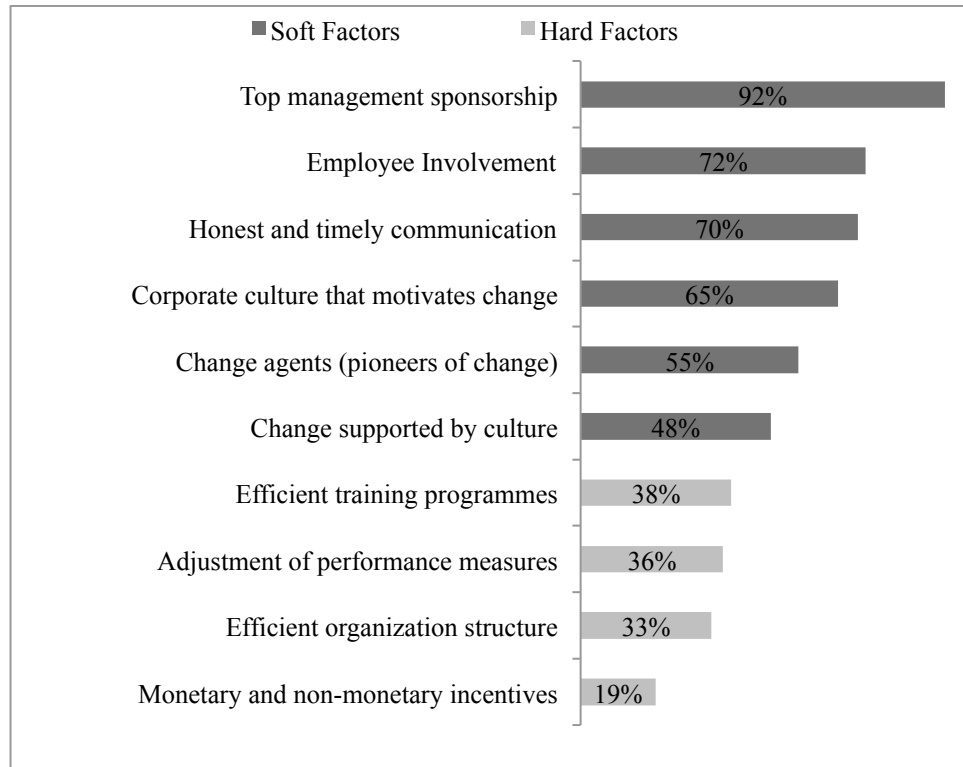 Soft Factors Hard Factors
Top management sponsorship 92%
Employee Involvement 72%
Honest and timely communication 70%
Corporate culture that motivates change 65%
Change agents (pioneers of change) 55%
Change supported by culture 48%
Efficient training programmes 38%
Adjustment of performance measures 36%
Efficient organization structure 33%
Monetary and non-monetary incentives 19%